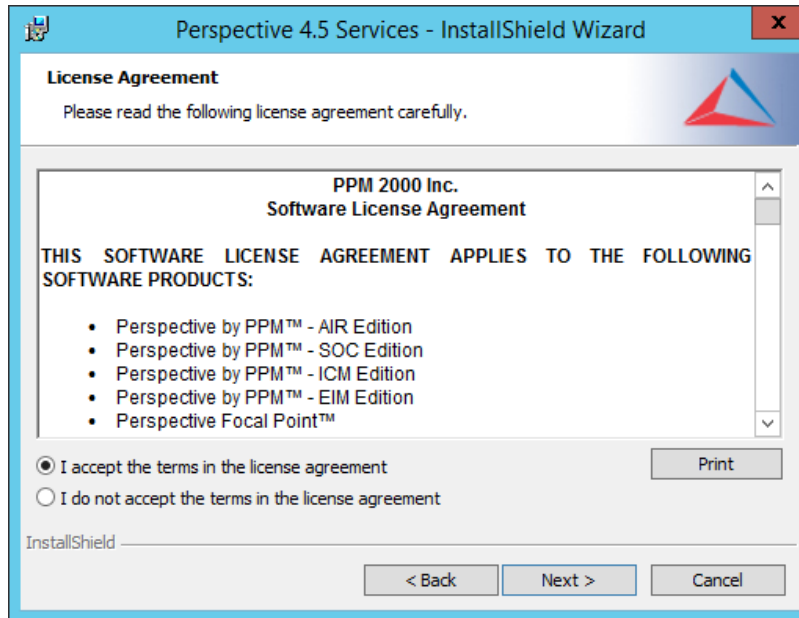 Perspective 4.5 Services - InstallShield Wizard
x
License Agreement
Please read the following license agreement carefully.
PPM 2000 Inc.
Software License Agreement
THIS SOFTWARE LICENSE AGREEMENT APPLIES TO THE FOLLOWING
SOFTWARE PRODUCTS:
• Perspective by PPM™ - AIR Edition
• Perspective by PPM™ - SOC Edition
• Perspective by PPM™ - ICM Edition
• Perspective by PPM™ - EIM Edition
• Perspective Focal Point™
I accept the terms in the license agreement
Print
I do not accept the terms in the license agreement
InstallShield
< Back Next > Cancel